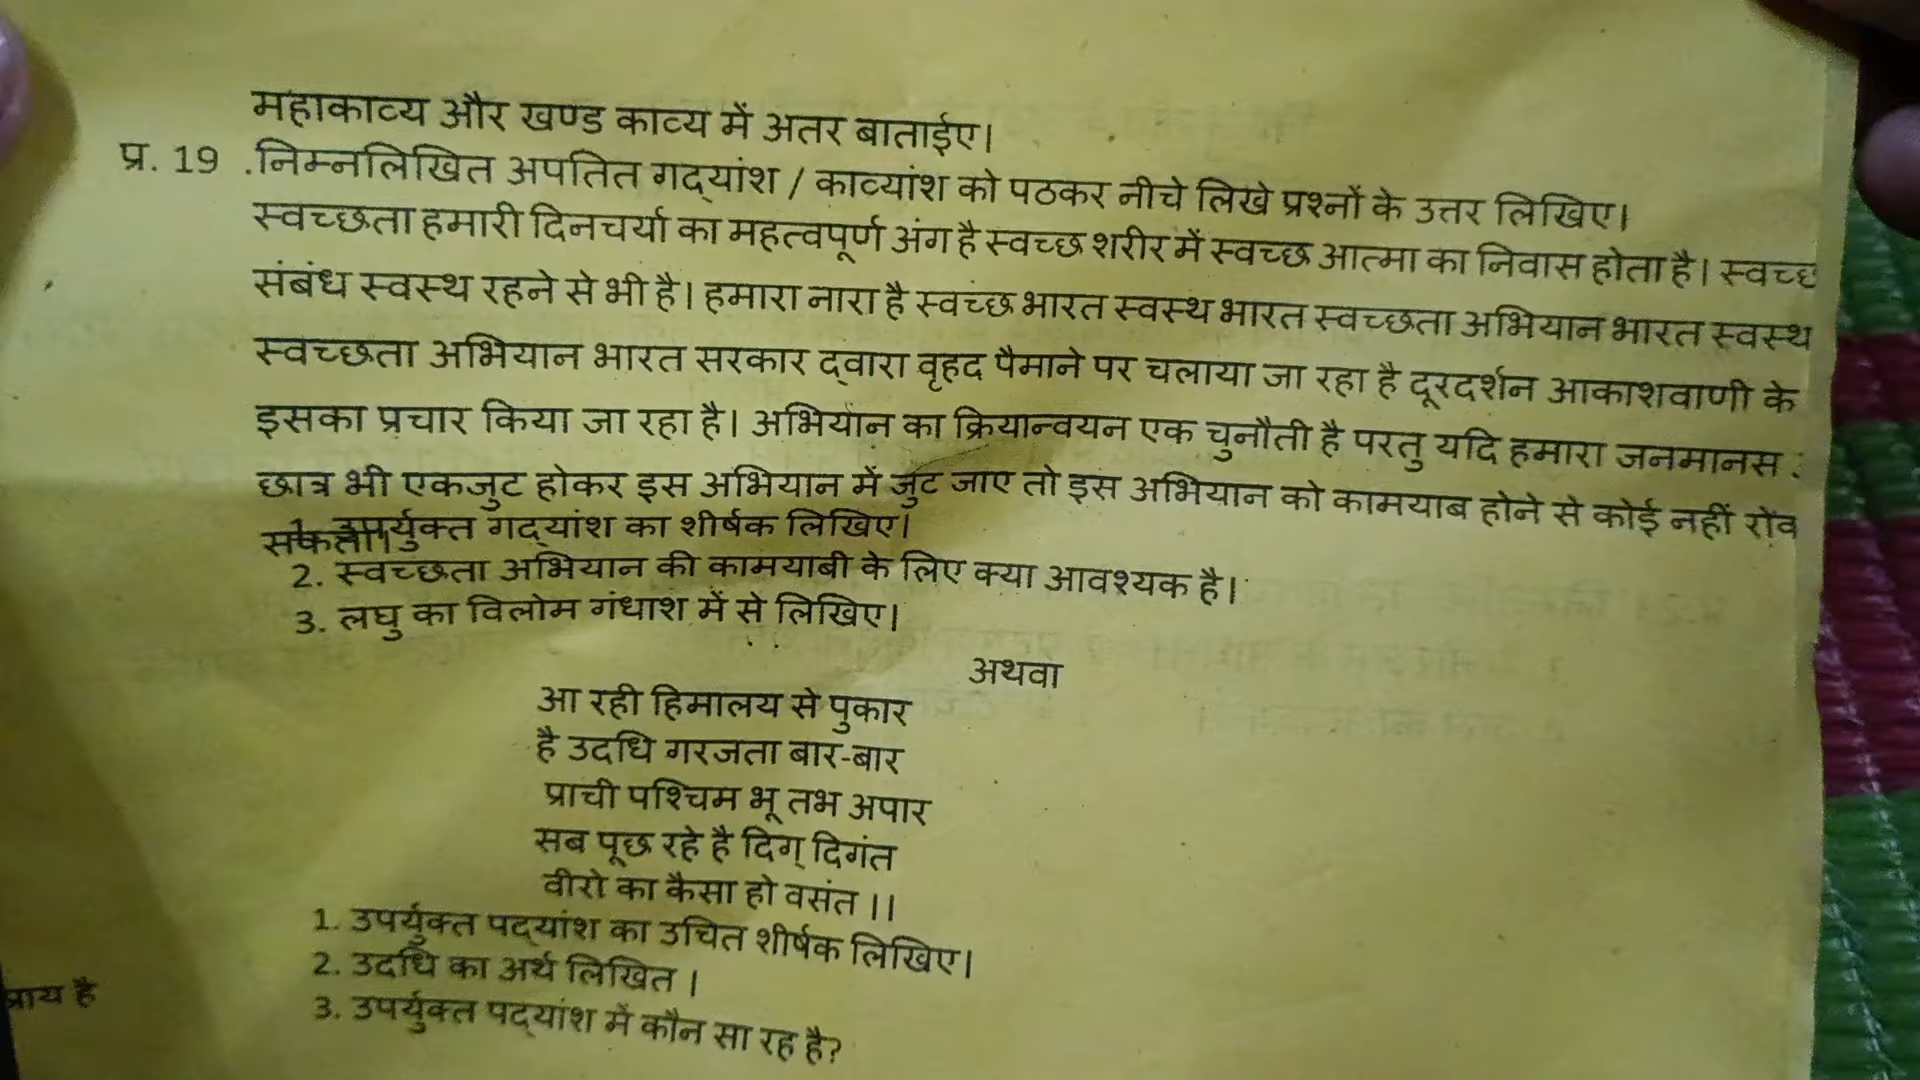 महाकाव्य और खण्ड काव्य में अतर बाताईए।
प्र. 19 .निम्नलिखित अपतित गद्यांश / काव्यांश को पठकर नीचे लिखे प्रश्नों के उत्तर लिखिए।
स्वच्छता हमारी दिनचर्या का महत्वपूर्ण अंग है स्वच्छ शरीर में स्वच्छ आत्मा का निवास होता है। स्वच्छ
संबंध स्वस्थ रहने से भी है। हमारा नारा है स्वच्छ भारत स्वस्थ भारत स्वच्छता अभियान भारत स्वस्थ
स्वच्छता अभियान भारत सरकार द्वारा वृहद पैमाने पर चलाया जा रहा है दूरदर्शन आकाशवाणी के
इसका प्रचार किया जा रहा है। अभियान का क्रियान्वयन एक चुनौती है परतु यदि हमारा जनमानस
छात्र भी एकजुट होकर इस अभियान में जुट जाए तो इस अभियान को कामयाब होने से कोई नहीं
सकता।
1. उपर्युक्त गद्यांश का शीर्षक लिखिए।
2. स्वच्छता अभियान की कामयाबी के लिए क्या आवश्यक है।
3. लघु का विलोम गंधाश में से लिखिए।
अथवा
आ रही हिमालय से पुकार
है उदधि गरजता बार-बार
प्राची पश्चिम भू तभ अपार
सब पूछ रहे है दिग् दिगंत
वीरो का कैसा हो वसंत ।।
1. उपर्युक्त पद्यांश का उचित शीर्षक लिखिए।
2. उदधि का अर्थ लिखित ।
3. उपर्युक्त पद्यांश में कौन सा रह है?
प्राय है